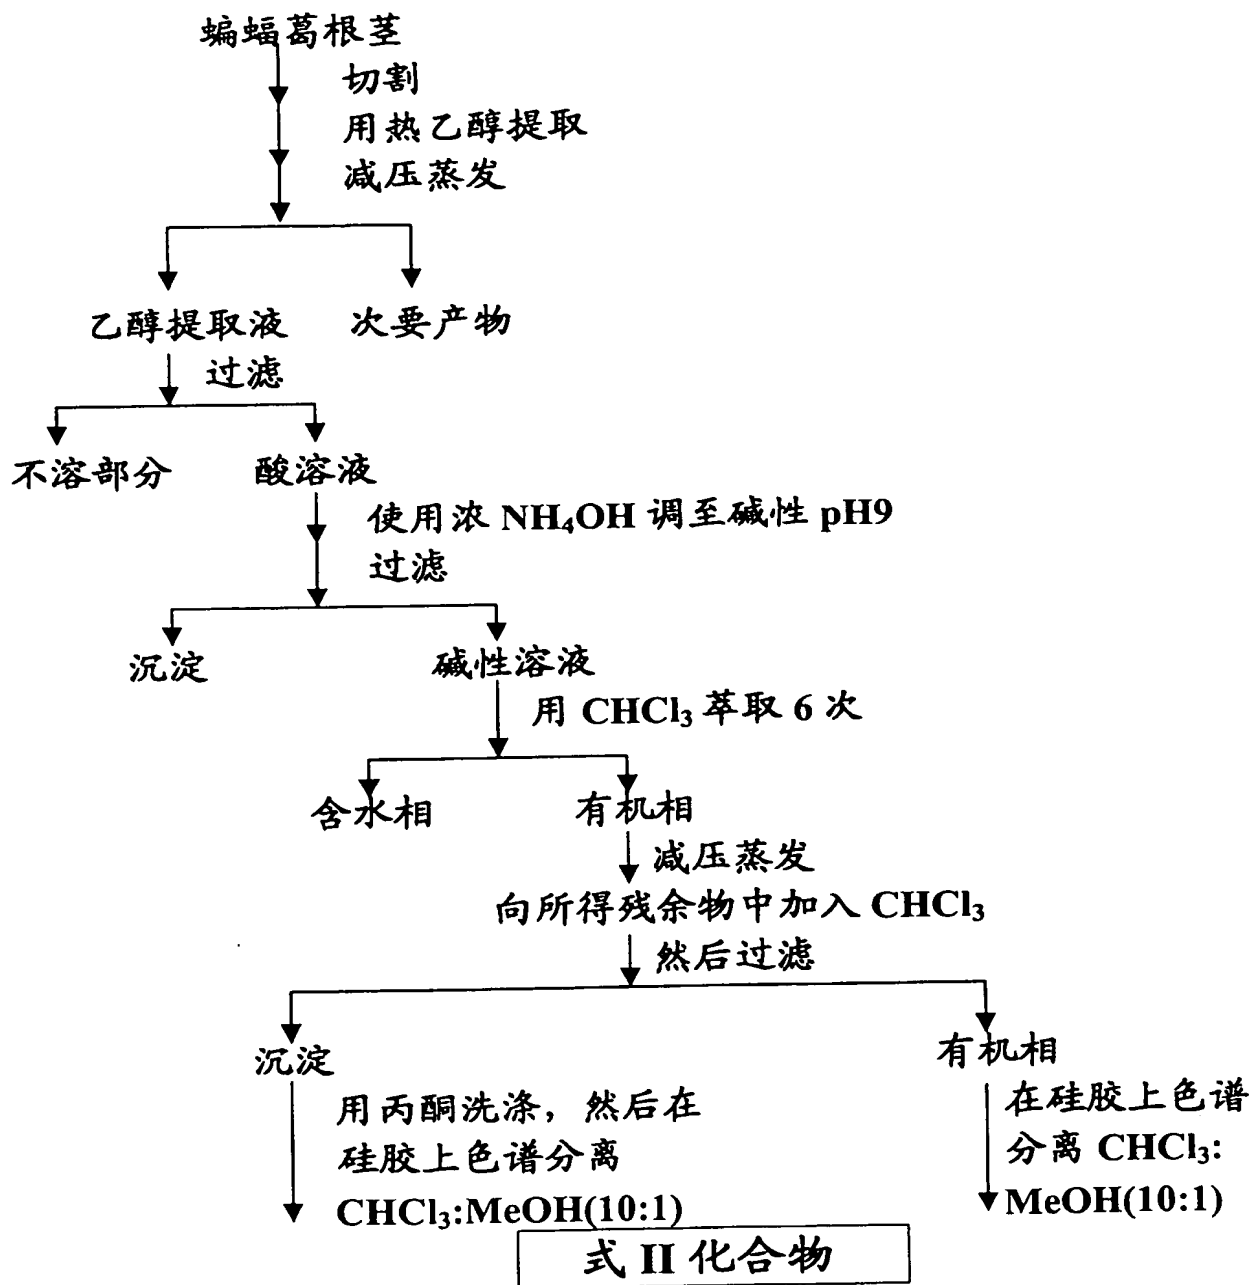 蝙蝠葛根茎
切割
用热乙醇提取
减压蒸发
乙醇提取液 次要产物
过滤
不溶部分 酸溶液
使用浓 NH₄OH 调至碱性 pH9
过滤
沉淀 碱性溶液
用 CHCl₃ 萃取 6 次
含水相 有机相
减压蒸发
向所得残余物中加入 CHCl₃
然后过滤
沉淀
用丙酮洗涤，然后在
硅胶上色谱分离
CHCl₃:MeOH(10:1)
有机相
在硅胶上色谱
分离 CHCl₃:
MeOH(10:1)
式 II 化合物